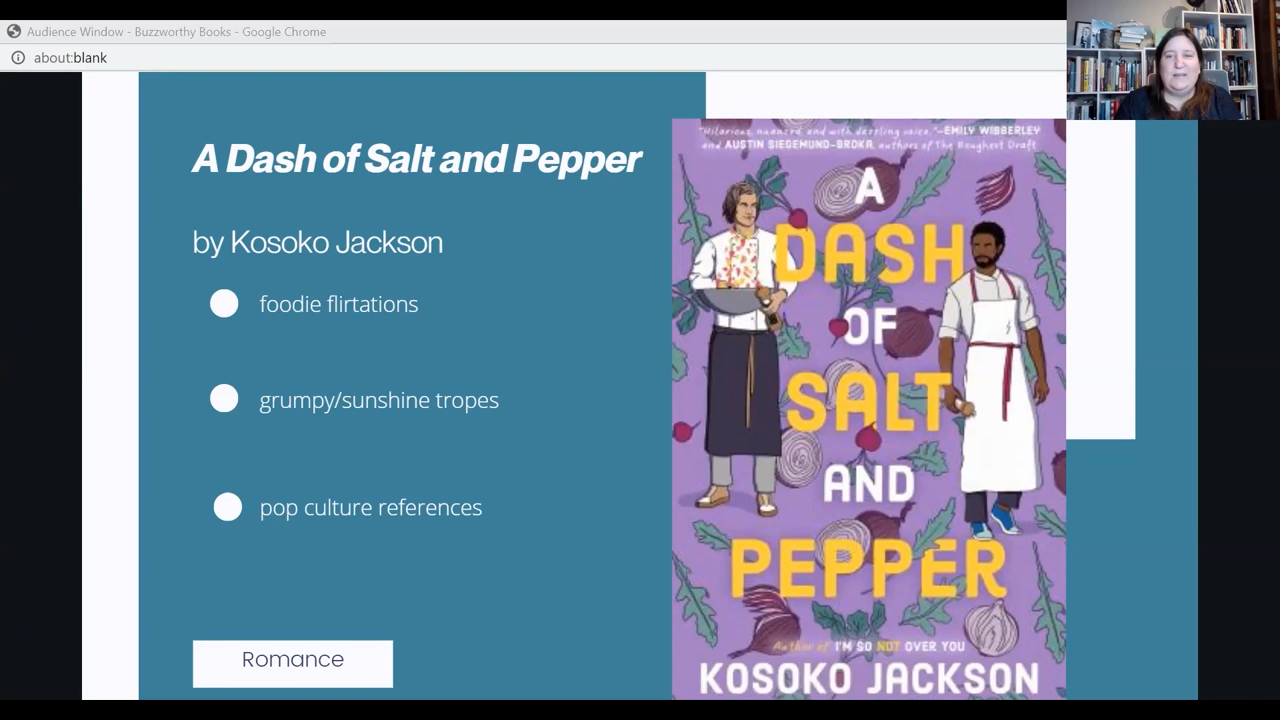 Audience Window - Buzzworthy Books - Google Chrome
about:blank
A Dash of Salt and Pepper
by Kosoko Jackson
foodie flirtations
grumpy/sunshine tropes
pop culture references
Romance
"Hilarious, nuanced and with dazzling voice."—EMILY WIBBERLEY
and AUSTIN SIEGEMUND-BROKA, authors of The Roughest Draft
A
DASH
OF
SALT
AND
PEPPER
Author of I'M SO NOT OVER YOU
KOSOKO JACKSON